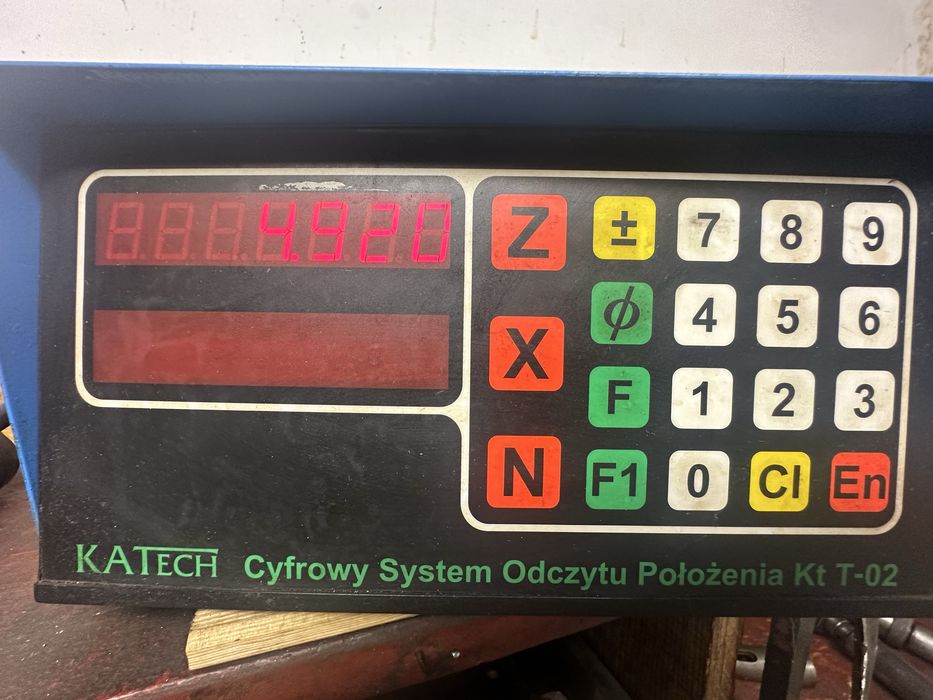 4.920
Z ± 7 8 9
ϕ 4 5 6
X
F 1 2 3
N F1 0 Cl En
KATECH Cyfrowy System Odczytu Położenia Kt T-02